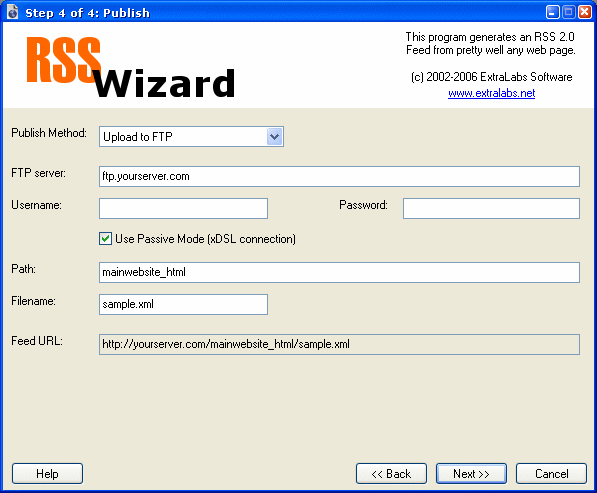 Step 4 of 4: Publish
RSS
Wizard
This program generates an RSS 2.0
Feed from pretty well any web page.
(c) 2002-2006 ExtraLabs Software
www.extralabs.net
Publish Method: Upload to FTP
FTP server: ftp.yourserver.com
Username: Password:
Use Passive Mode (xDSL connection)
Path: mainwebsite_html
Filename: sample.xml
Feed URL: http://yourserver.com/mainwebsite_html/sample.xml
Help << Back Next >> Cancel